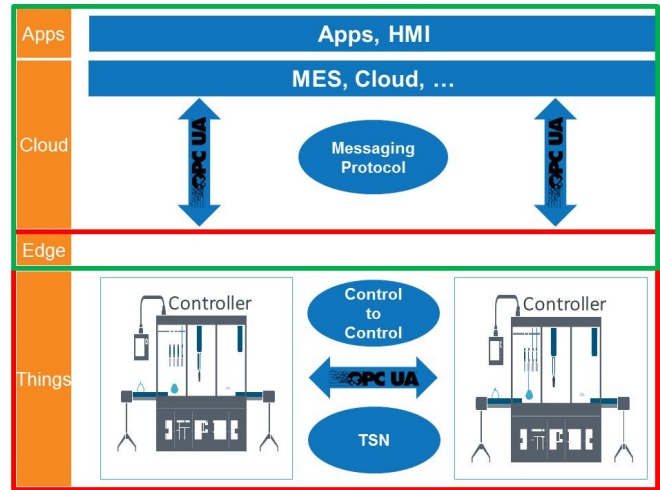 Apps
Apps, HMI
MES, Cloud, …
Cloud
OPC UA
Messaging
Protocol
OPC UA
Edge
Things
Controller
Control
to
Control
Controller
OPC UA
TSN